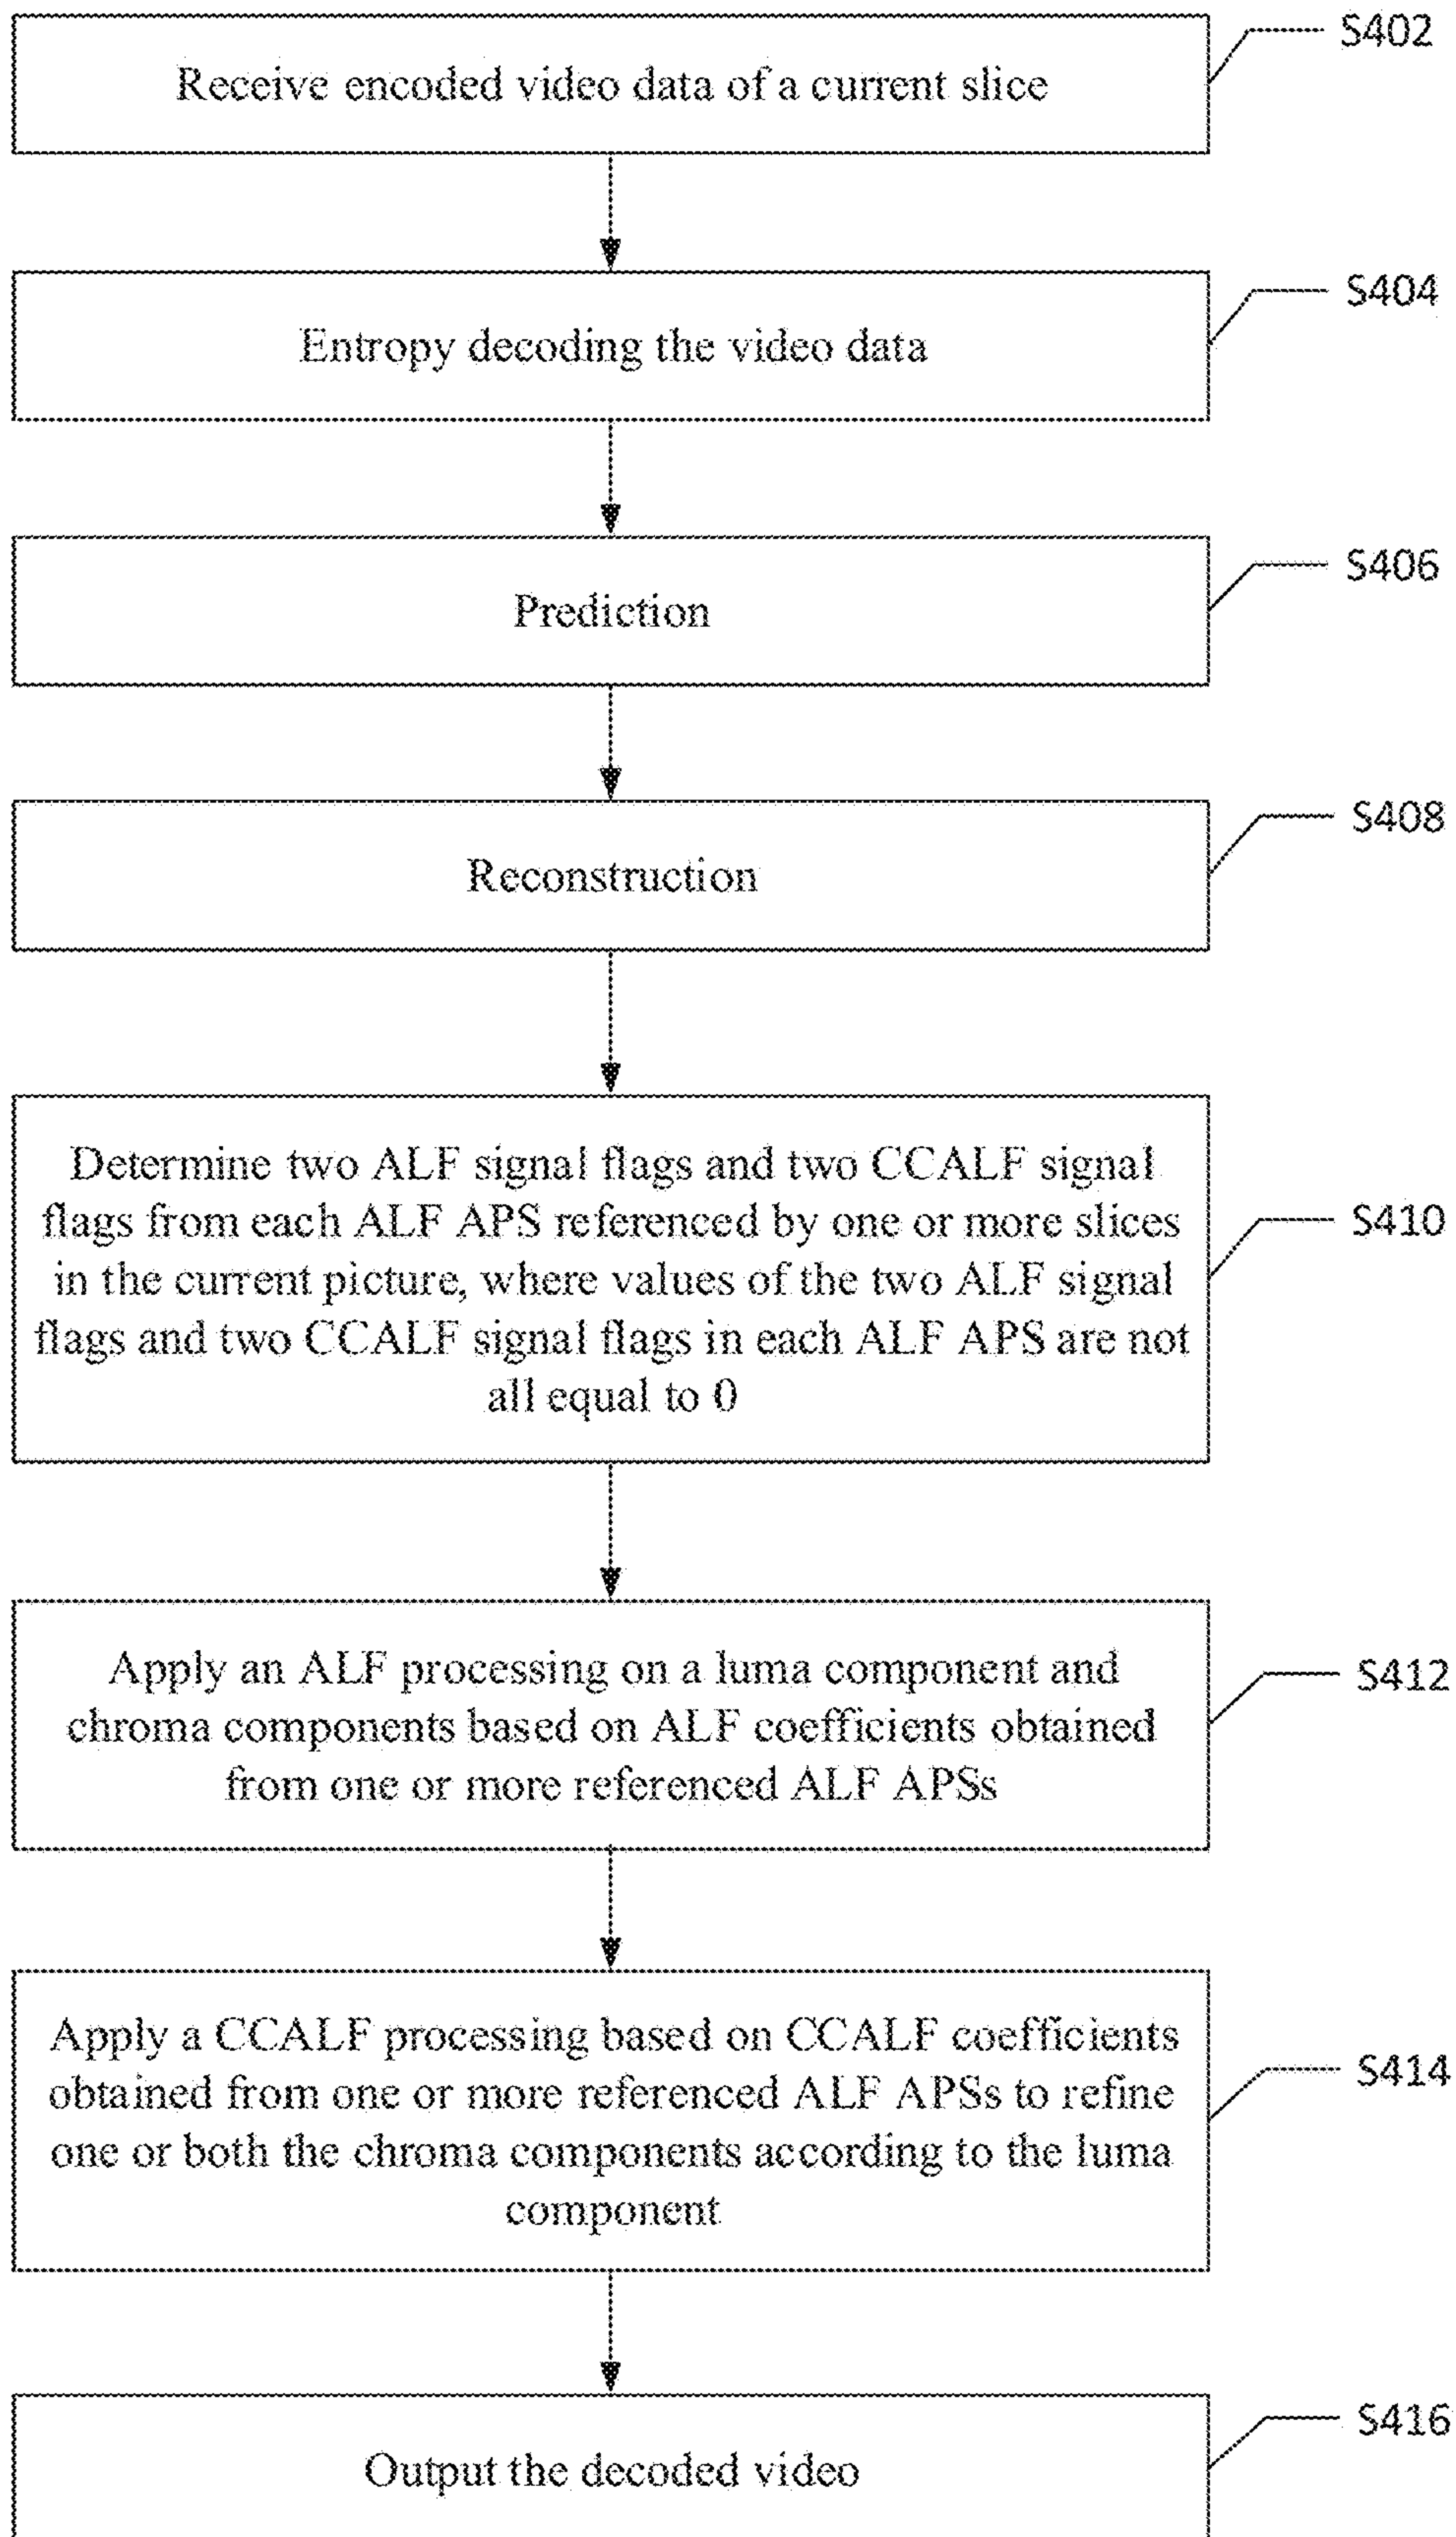 S402
Receive encoded video data of a current slice
S404
Entropy decoding the video data
S406
Prediction
S408
Reconstruction
Determine two ALF signal flags and two CCALF signal
flags from each ALF APS referenced by one or more slices
in the current picture, where values of the two ALF signal
flags and two CCALF signal flags in each ALF APS are not
all equal to 0
S410
Apply an ALF processing on a luma component and
chroma components based on ALF coefficients obtained
from one or more referenced ALF APSs
S412
Apply a CCALF processing based on CCALF coefficients
obtained from one or more referenced ALF APSs to refine
one or both the chroma components according to the luma
component
S414
S416
Output the decoded video